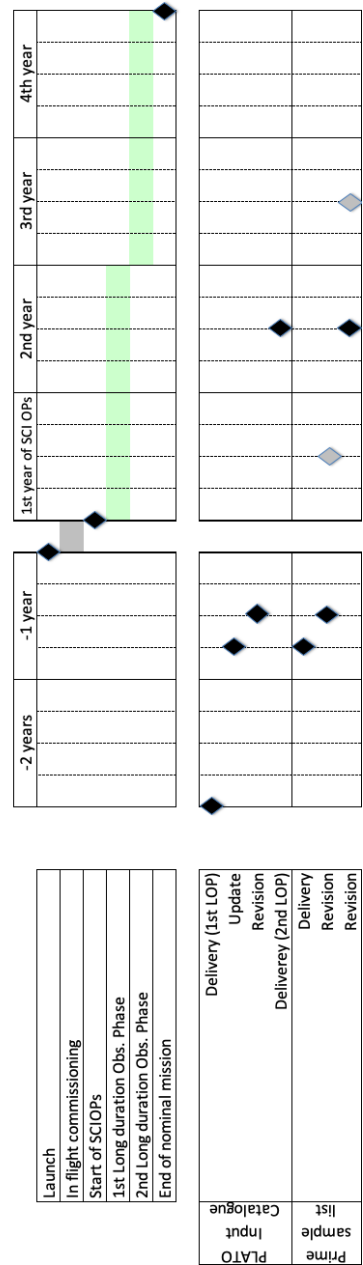 -2 years
-1 year
1st year of SCI OPs
2nd year
3rd year
4th year
Launch
In flight commissioning
Start of SCIOPs
1st Long duration Obs. Phase
2nd Long duration Obs. Phase
End of nominal mission
PLATO
Input
Catalogue
Delivery (1st LOP)
Update
Revision
Deliverey (2nd LOP)
Prime
sample
list
Delivery
Revision
Revision